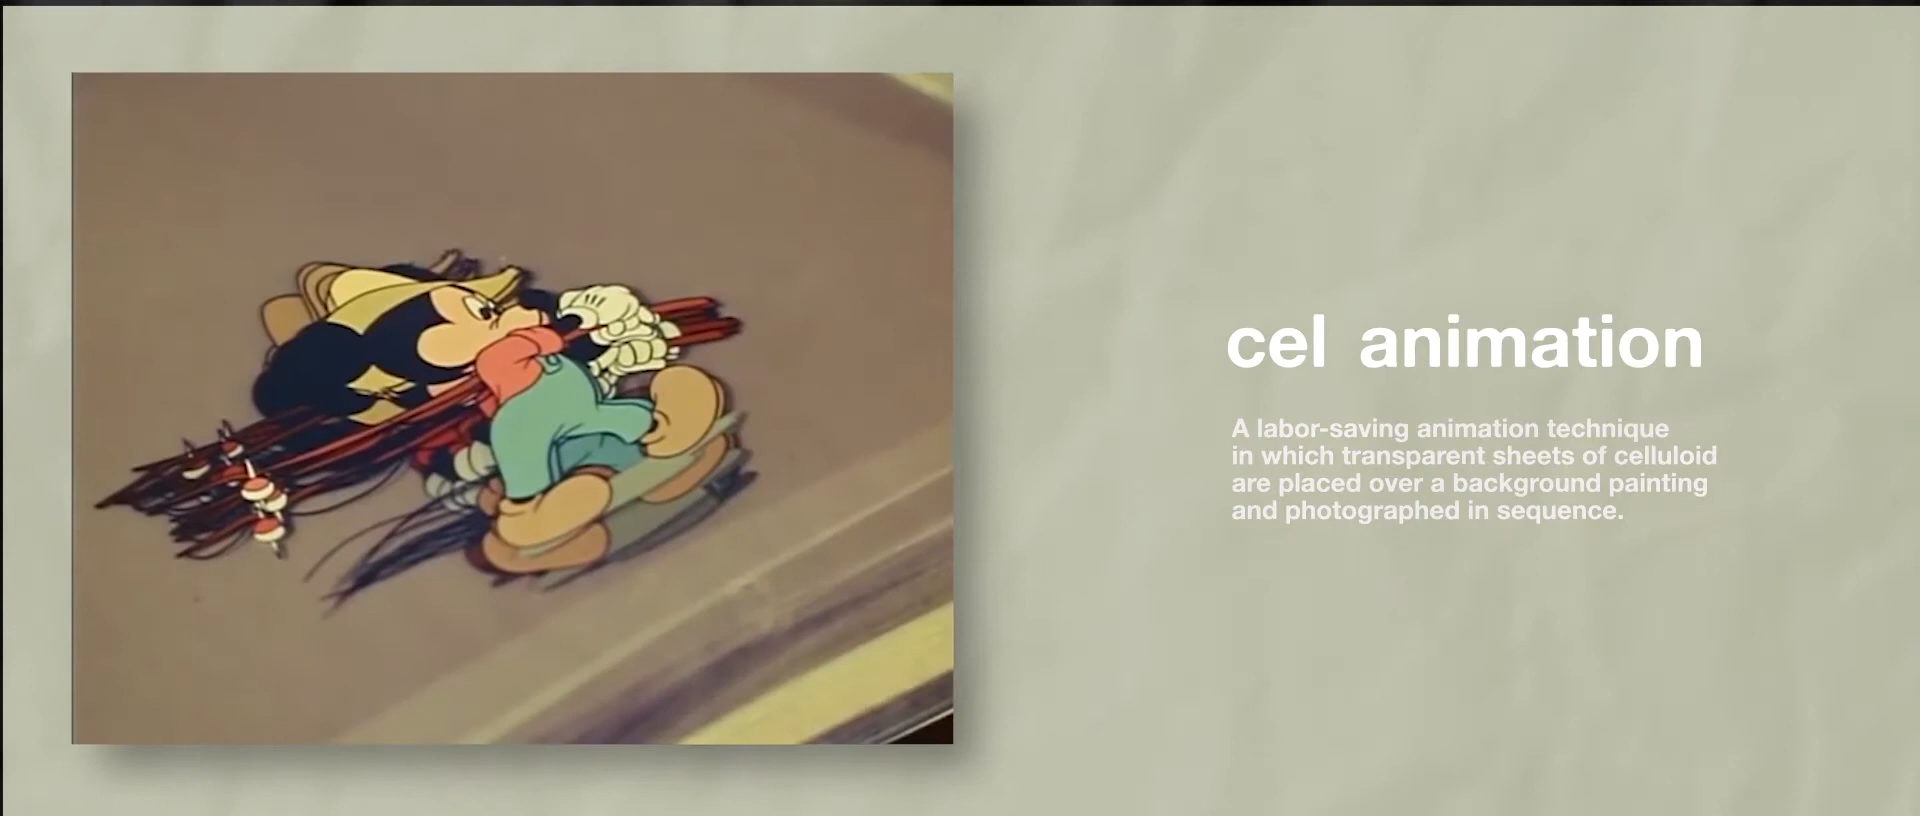 cel animation
A labor-saving animation technique
in which transparent sheets of celluloid
are placed over a background painting
and photographed in sequence.